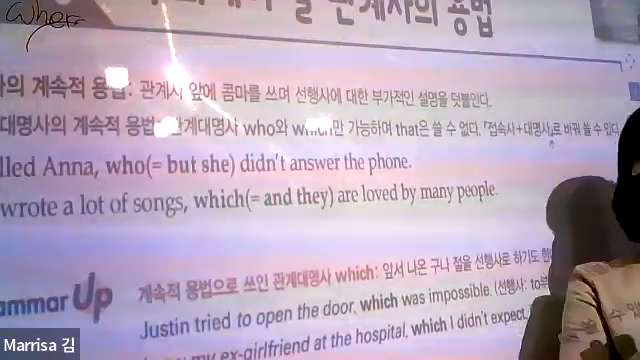 wher
관계사의 용법
의 계속적 용법: 관계사 앞에 콤마를 쓰며 선행사에 대한 부가적인 설명을 덧붙인다.
대명사의 계속적 용법 관계대명사 who와 which만 가능하며 that은 쓸 수 없다. 「접속사+대명사」로 바꿔 쓸 수 있다.
lled Anna, who(= but she) didn't answer the phone.
wrote a lot of songs, which(= and they) are loved by many people.
ammar Up 계속적 용법으로 쓰인 관계대명사 which: 앞서 나온 구나 절을 선행사로 하기도
Justin tried to open the door, which was impossible. (선행사: to부
my ex-girlfriend at the hospital, which I didn't expect.
Marrisa 김